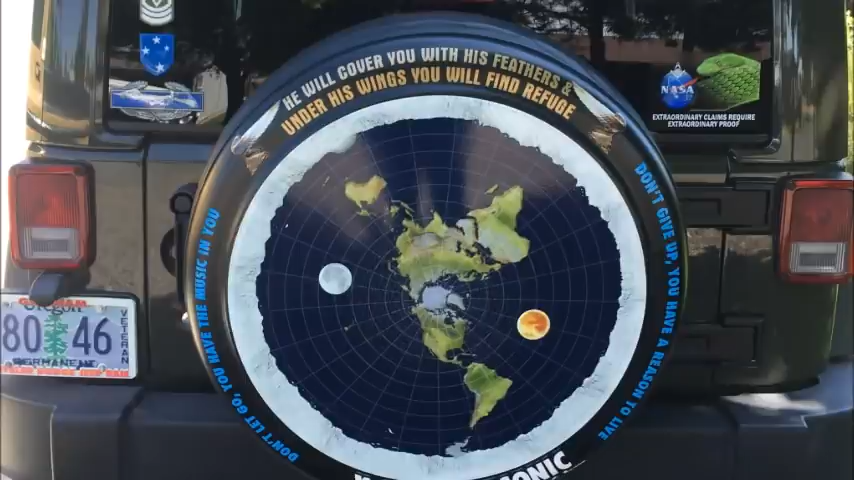 HE WILL COVER YOU WITH HIS FEATHERS &
UNDER HIS WINGS YOU WILL FIND REFUGE
NASA
EXTRAORDINARY CLAIMS REQUIRE
EXTRAORDINARY PROOF
DON'T LET GO, YOU HAVE THE MUSIC IN YOU
DON'T GIVE UP, YOU HAVE A REASON TO LIVE
Oregon
80 46
VETERAN
PERMANENT